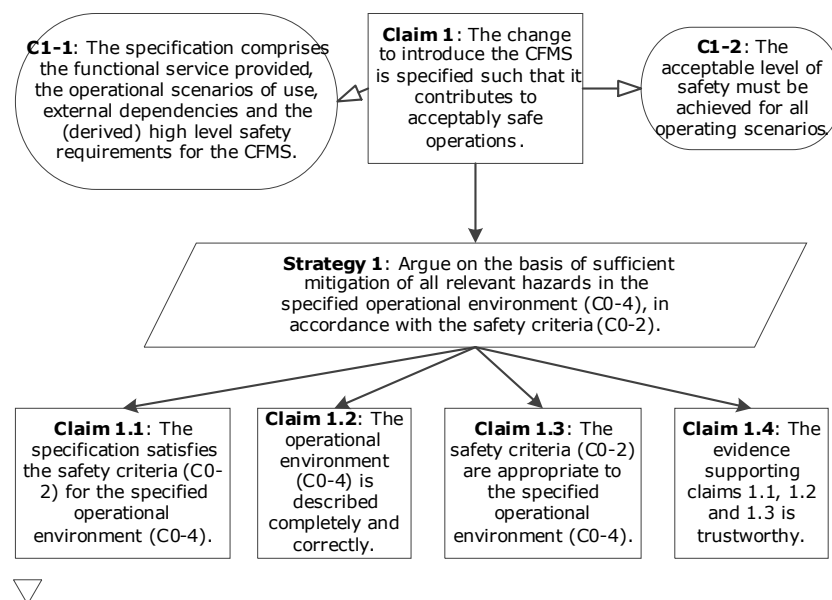 C1-1: The specification comprises
the functional service provided,
the operational scenarios of use,
external dependencies and the
(derived) high level safety
requirements for the CFMS.
Claim 1: The change
to introduce the CFMS
is specified such that it
contributes to
acceptably safe
operations .
C1-2: The
acceptable level of
safety must be
achieved for all
operating scenarios.
Strategy 1: Argue on the basis of sufficient
mitigation of all relevant hazards in the
specified operational environment (C0-4), in
accordance with the safety criteria (C0-2).
Claim 1.1: The
specification satisfies
the safety criteria (C0-
2) for the specified
operational
environment (C0-4).
Claim 1.2: The
operational
environment
(C0-4) is
described
completely and
correctly.
Claim 1.3: The
safety criteria (C0-2)
are appropriate to
the specified
operational
environment (C0-4).
Claim 1.4: The
evidence
supporting
claims 1.1, 1.2
and 1.3 is
trustworthy.